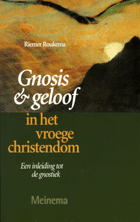 Riemer Roukema
Gnosis
& geloof
in het
vroege
christendom
Een inleiding tot
de gnostiek
Meinema